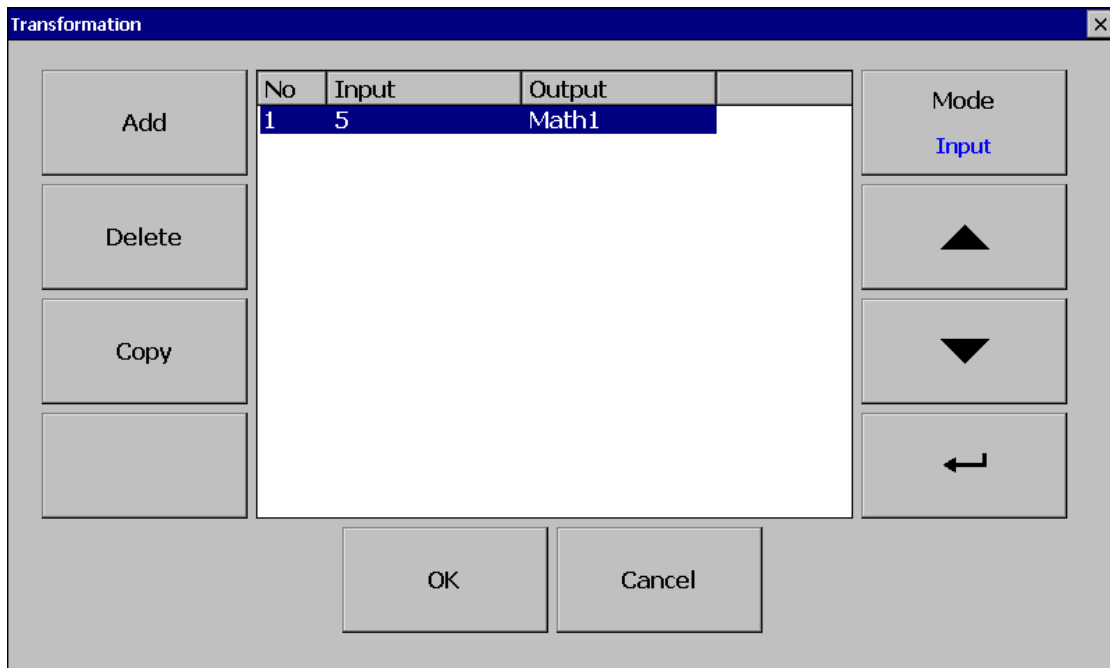 Transformation
Add
Delete
Copy
No Input Output
1 5 Math1
Mode
Input
OK Cancel